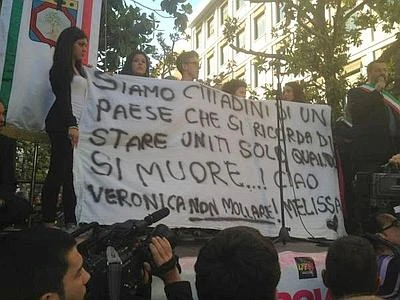 SIAMO CITTADINI DI UN
PAESE CHE SI RICORDA DI
STARE UNITI SOLO QUANDO
SI MUORE...! CIAO
VERONICA NON MOLLARE! MELISSA